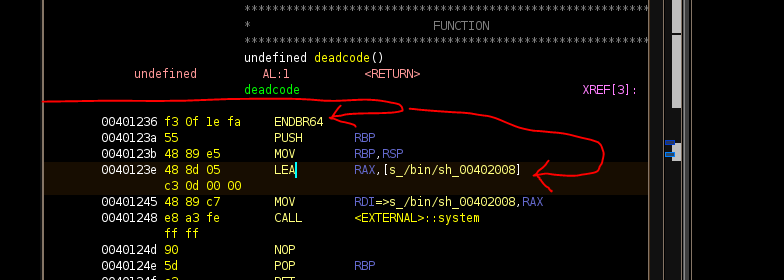 ************************************************
* FUNCTION
************************************************
undefined deadcode()
undefined AL:1 <RETURN>
deadcode XREF[3]:
00401236 f3 0f 1e fa ENDBR64
0040123a 55 PUSH RBP
0040123b 48 89 e5 MOV RBP,RSP
0040123e 48 8d 05 LEA RAX,[s_/bin/sh_00402008]
c3 0d 00 00
00401245 48 89 c7 MOV RDI=>s_/bin/sh_00402008,RAX
00401248 e8 a3 fe CALL <EXTERNAL>::system
ff ff
0040124d 90 NOP
0040124e 5d POP RBP